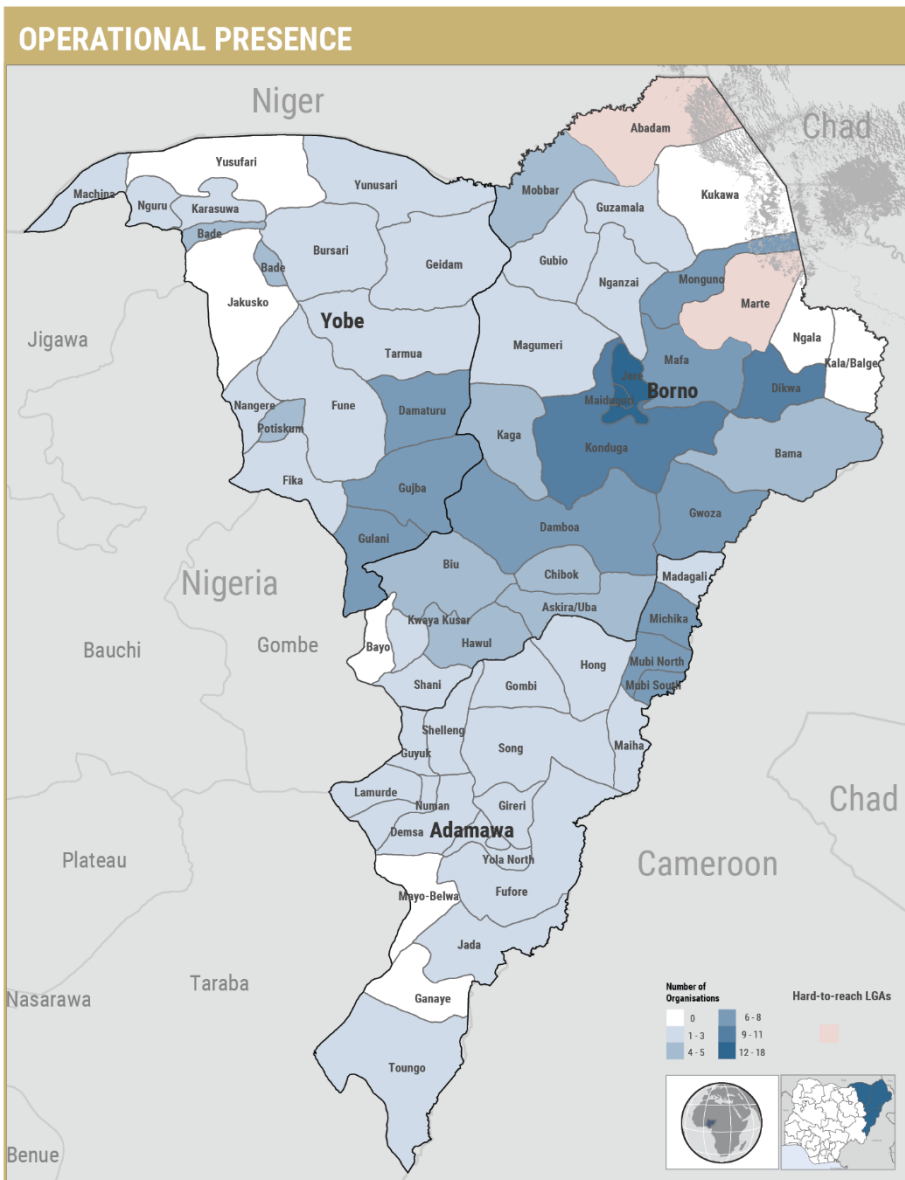 OPERATIONAL PRESENCE
Niger
Chad
Abadam
Yusufari
Machina
Yunusari
Mobbar
Kukawa
Nguru
Karasuwa
Guzamala
Bade
Bursari
Geidam
Gubio
Bade
Nganzai
Monguno
Jakusko
Marte
Jigawa
Yobe
Ngala
Magumeri
Tarmua
Mafa
Kala/Balge
Jere
Borno
Dikwa
Nangere
Fune
Damaturu
Maiduguri
Potiskum
Kaga
Konduga
Bama
Fika
Gujba
Gwoza
Damboa
Gulani
Biu
Chibok
Madagali
Nigeria
Askira/Uba
Michika
Kwaya Kusar
Gombe
Bayo
Hawul
Bauchi
Mubi North
Hong
Mubi South
Shani
Gombi
Shelleng
Song
Maiha
Guyuk
Lamurde
Numan
Gireri
Chad
Demsa
Adamawa
Plateau
Yola North
Cameroon
Mayo-Belwa
Fufore
Jada
Taraba
Nasarawa
Ganaye
Toungo
Benue
Number of
Organisations
0
1 - 3
4 - 5
6 - 8
9 - 11
12 - 18
Hard-to-reach LGAs